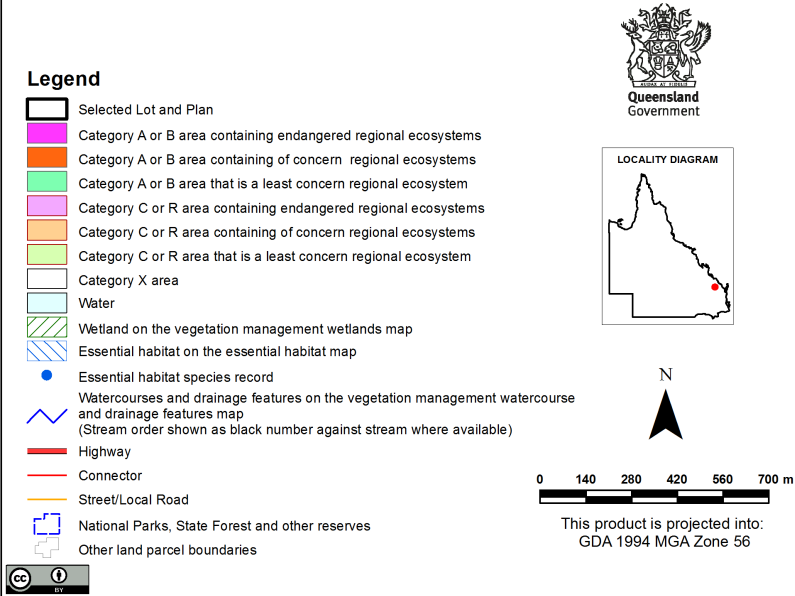 Legend
Selected Lot and Plan
Category A or B area containing endangered regional ecosystems
Category A or B area containing of concern regional ecosystems
Category A or B area that is a least concern regional ecosystem
Category C or R area containing endangered regional ecosystems
Category C or R area containing of concern regional ecosystems
Category C or R area that is a least concern regional ecosystem
Category X area
Water
Wetland on the vegetation management wetlands map
Essential habitat on the essential habitat map
Essential habitat species record
Watercourses and drainage features on the vegetation management watercourse
and drainage features map
(Stream order shown as black number against stream where available)
Highway
Connector
Street/Local Road
National Parks, State Forest and other reserves
Other land parcel boundaries
cc
BY
AUDAX AT FIDELIS
Queensland
Government
LOCALITY DIAGRAM
N
0 140 280 420 560 700 m
This product is projected into:
GDA 1994 MGA Zone 56